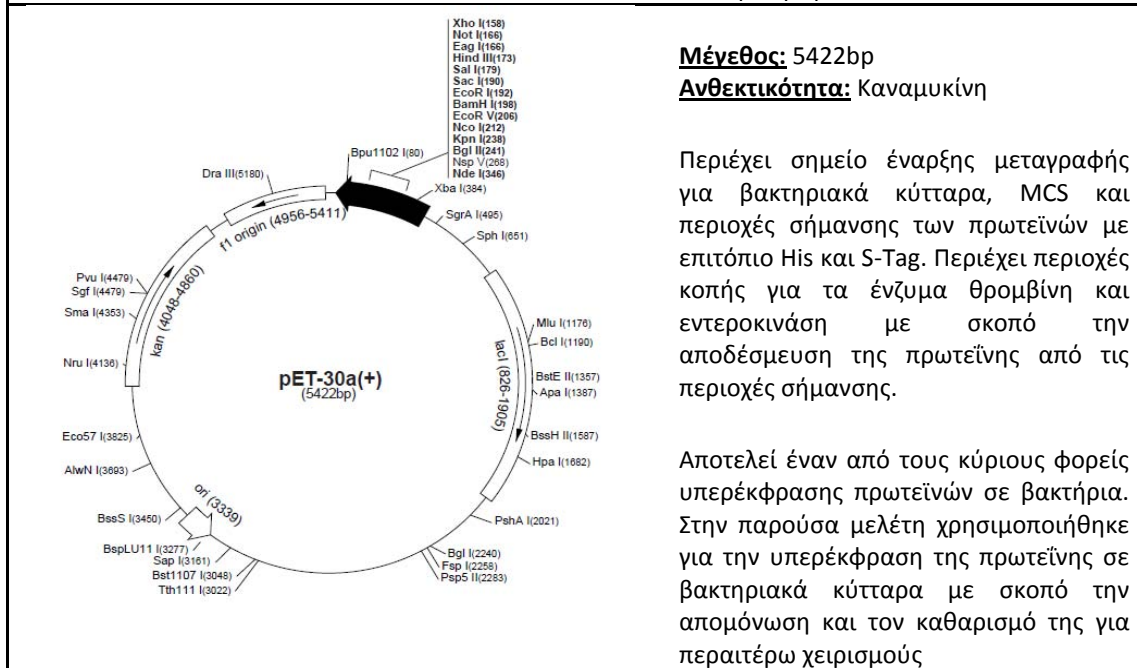 Xho I(158)
Not I(166)
Eag I(166)
Hind III(173)
Sal I(179)
Sac I(190)
EcoR I(192)
BamH I(198)
EcoR V(206)
Nco I(212)
Kpn I(238)
Bgl II(241)
Nsp V(268)
Nde I(346)
Bpu1102 I(80)
Dra III(5180)
Xba I(384)
SgrA I(495)
Sph I(651)
f1 origin (4956-5411)
Pvu I(4479)
Sgf I(4479)
Sma I(4353)
kan (4048-4860)
Nru I(4136)
Mlu I(1176)
Bcl I(1190)
BstE II(1357)
Apa I(1387)
lacI (826-1905)
pET-30a(+)
(5422bp)
BssH II(1587)
Hpa I(1682)
Eco57 I(3825)
AlwN I(3693)
ori (3339)
BssS I(3450)
PshA I(2021)
BspLU11 I(3277)
Sap I(3161)
Bst1107 I(3048)
Tth111 I(3022)
Bgl I(2240)
Fsp I(2258)
Psp5 II(2283)
Μέγεθος: 5422bp
Ανθεκτικότητα: Καναμυκίνη
Περιέχει σημείο έναρξης μεταγραφής
για βακτηριακά κύτταρα, MCS και
περιοχές σήμανσης των πρωτεϊνών με
επιτόπιο His και S-Tag. Περιέχει περιοχές
κοπής για τα ένζυμα θρομβίνη και
εντεροκινάση με σκοπό την
αποδέσμευση της πρωτεΐνης από τις
περιοχές σήμανσης.
Αποτελεί έναν από τους κύριους φορείς
υπερέκφρασης πρωτεϊνών σε βακτήρια.
Στην παρούσα μελέτη χρησιμοποιήθηκε
για την υπερέκφραση της πρωτεΐνης σε
βακτηριακά κύτταρα με σκοπό την
απομόνωση και τον καθαρισμό της για
περαιτέρω χειρισμούς